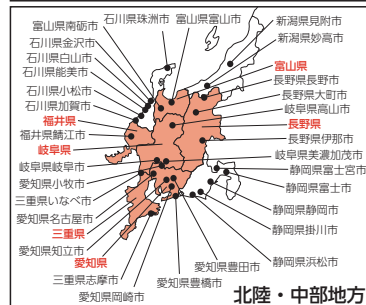 富山県南砺市
石川県珠洲市
富山県富山市
新潟県見附市
新潟県妙高市
石川県金沢市
石川県白山市
石川県能美市
石川県小松市
石川県加賀市
福井県
福井県鯖江市
岐阜県
岐阜県岐阜市
愛知県小牧市
三重県いなべ市
愛知県名古屋市
三重県
愛知県知立市
愛知県
三重県志摩市
愛知県岡崎市
富山県
長野県長野市
長野県大町市
岐阜県高山市
長野県
長野県伊那市
岐阜県美濃加茂市
静岡県富士宮市
静岡県富士市
静岡県静岡市
静岡県掛川市
静岡県浜松市
愛知県豊田市
愛知県豊橋市
北陸・中部地方